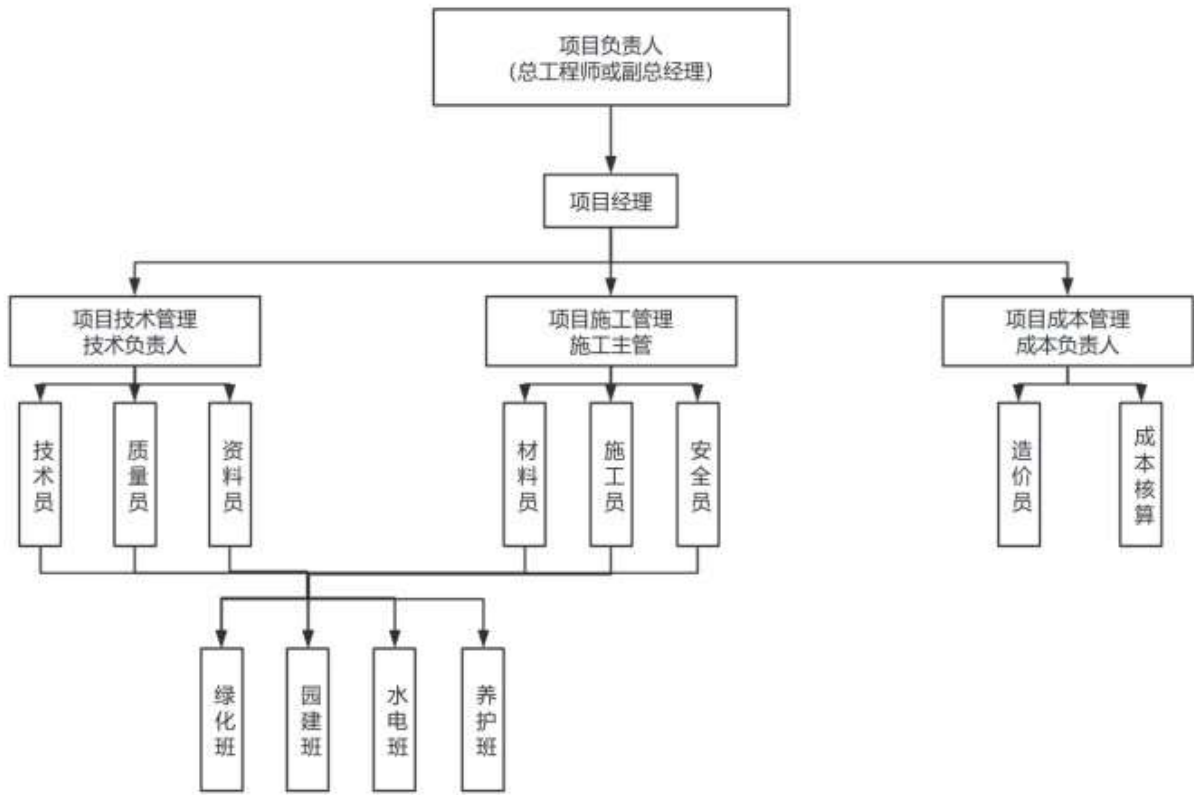 项目负责人
（总工程师或副总经理）
项目经理
项目技术管理
技术负责人
项目施工管理
施工主管
项目成本管理
成本负责人
技术员
质量员
资料员
材料员
施工员
安全员
造价员
成本核算
绿化班
园建班
水电班
养护班